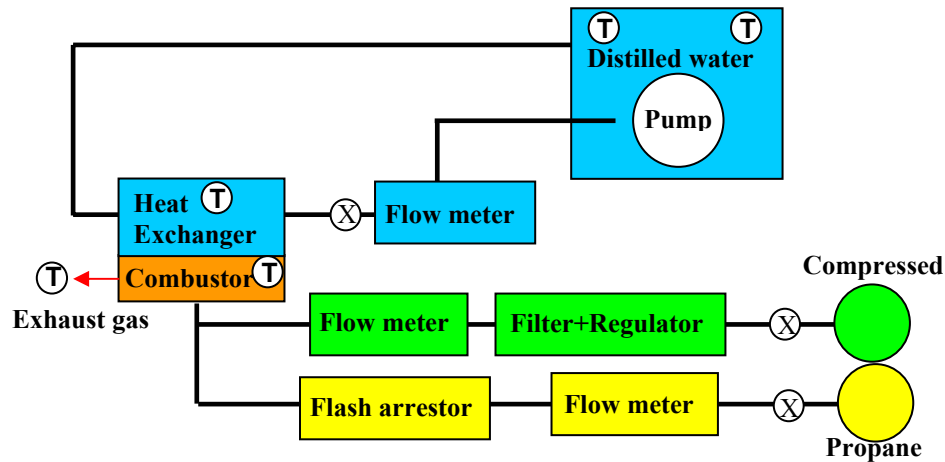 T
T
Distilled water
Pump
Heat
T
Exchanger
X
Flow meter
T
Combustor
T
Exhaust gas
Compressed
Flow meter
Filter+Regulator
X
Flash arrestor
Flow meter
X
Propane